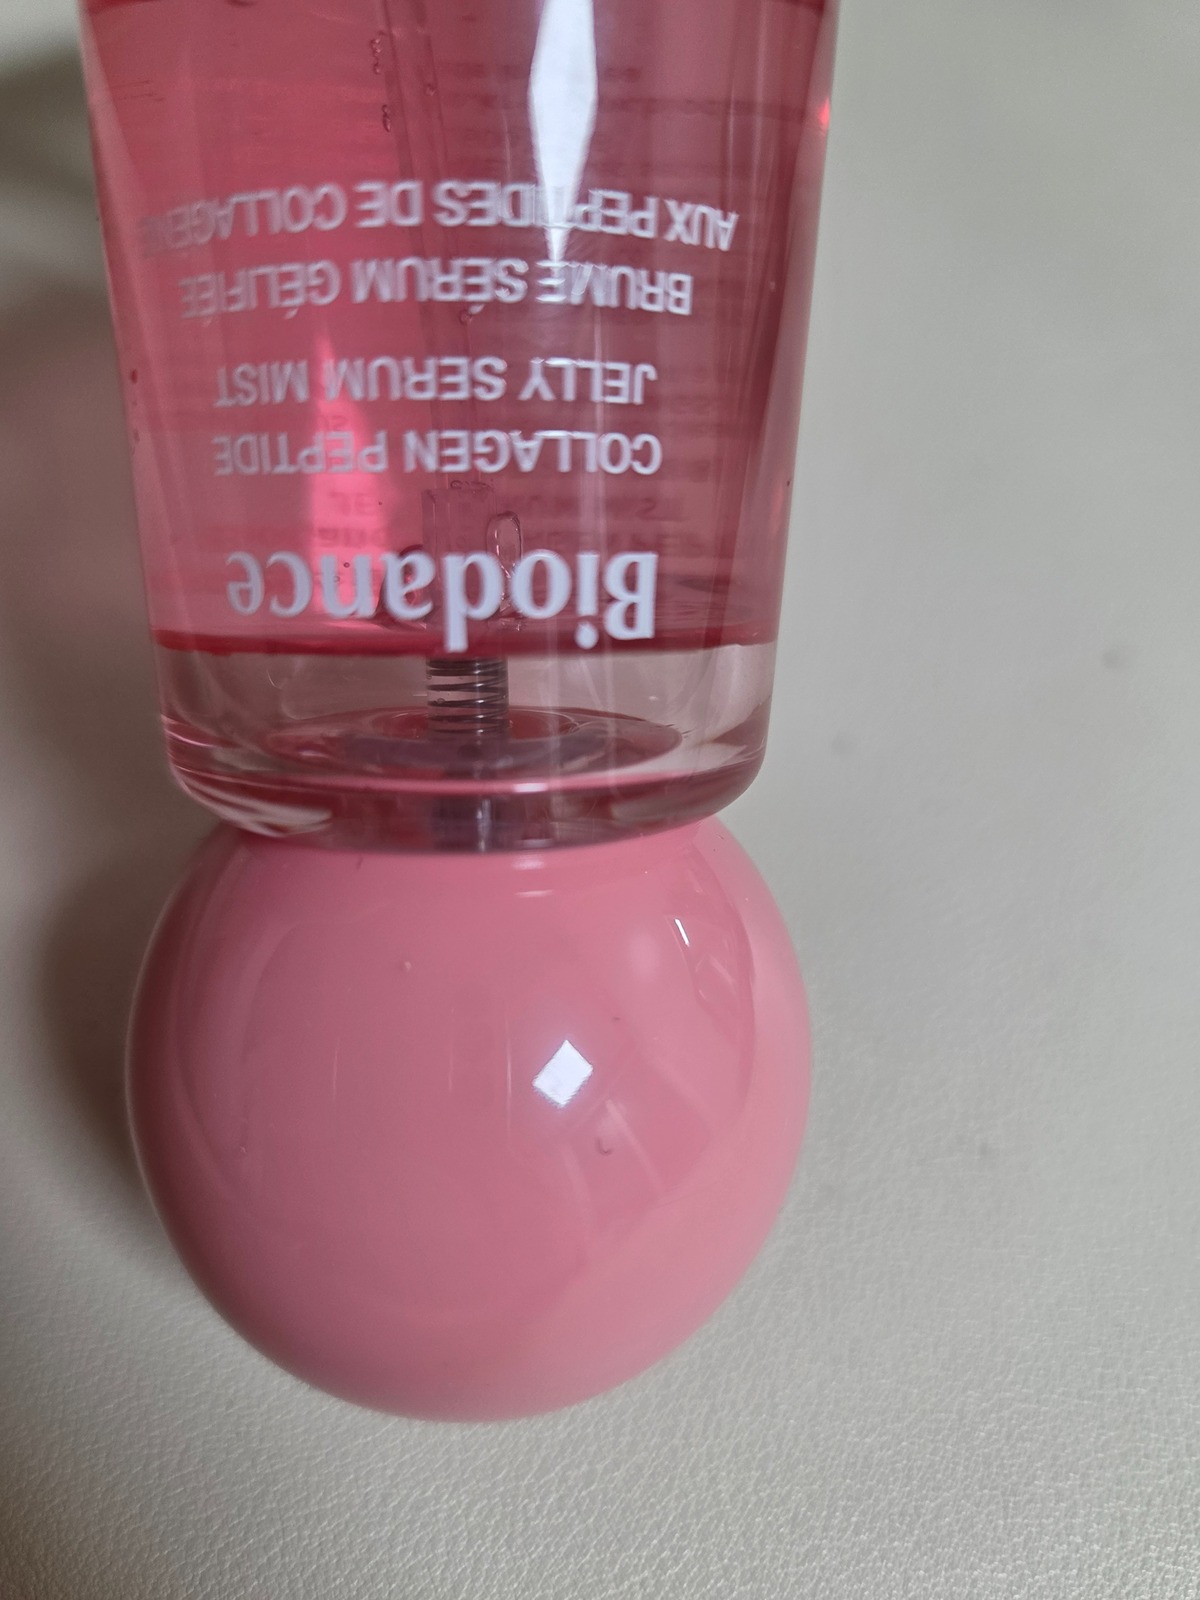 Biodance
COLLAGEN PEPTIDE
JELLY SERUM MIST
BRUME SÉRUM GÉLIFIÉE
AUX PEPTIDES DE COLLAGÈNE